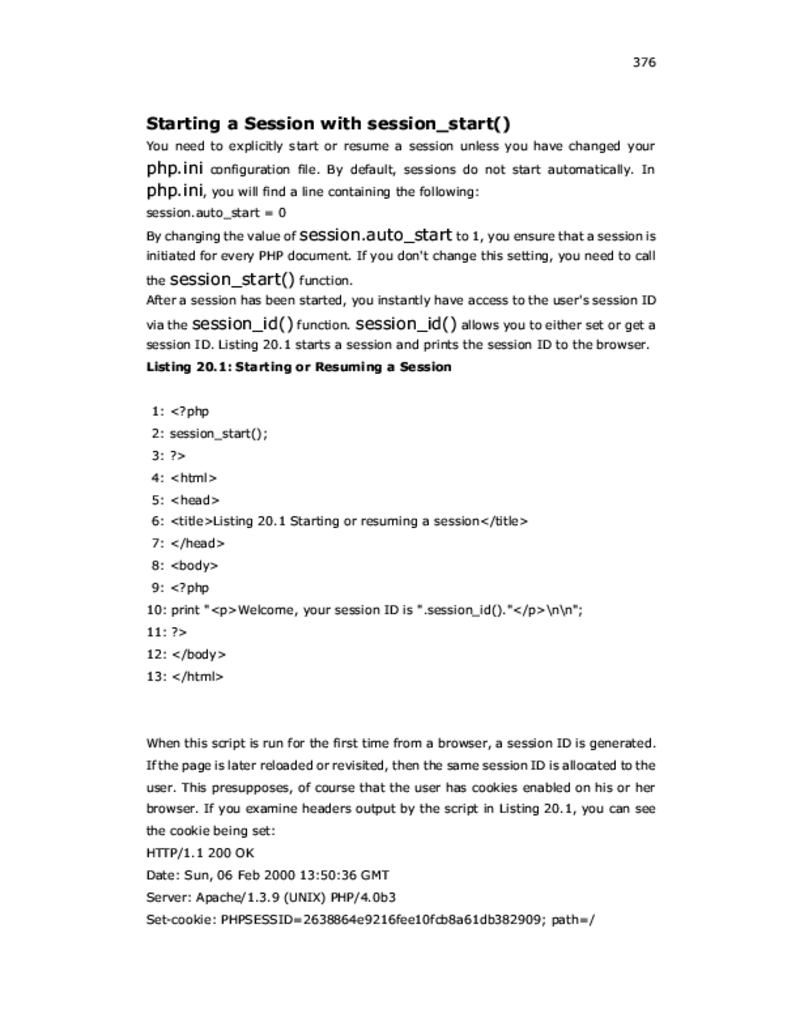 376
Starting a Session with session_start()
You need to explicitly start or resume a session unless you have changed your
php.ini configuration file. By default, sessions do not start automatically. In
php.ini, you will find a line containing the following:
session.auto_start = 0
By changing the value of session.auto_start to 1, you ensure that a session is
initiated for every PHP document. If you don't change this setting, you need to call
the session_start() function.
After a session has been started, you instantly have access to the user's session ID
via the session_id() function. session_id() allows you to either set or get a
session ID. Listing 20.1 starts a session and prints the session ID to the browser.
Listing 20.1: Starting or Resuming a Session
1: <?php
2: session_start();
3: ?>
4: <html>
5: <head>
6: <title>Listing 20.1 Starting or resuming a session</title>
7: </head>
8: <body>
9: <?php
10: print "<p>Welcome, your session ID is ".session_id()."</p>\n\n";
11: ?>
12: </body>
13: </html>
When this script is run for the first time from a browser, a session ID is generated.
If the page is later reloaded or revisited, then the same session ID is allocated to the
user. This presupposes, of course that the user has cookies enabled on his or her
browser. If you examine headers output by the script in Listing 20.1, you can see
the cookie being set:
HTTP/1.1 200 OK
Date: Sun, 06 Feb 2000 13:50:36 GMT
Server: Apache/1.3.9 (UNIX) PHP/4.0b3
Set-cookie: PHPSESSID=2638864e9216fee10fcb8a61db382909; path=/